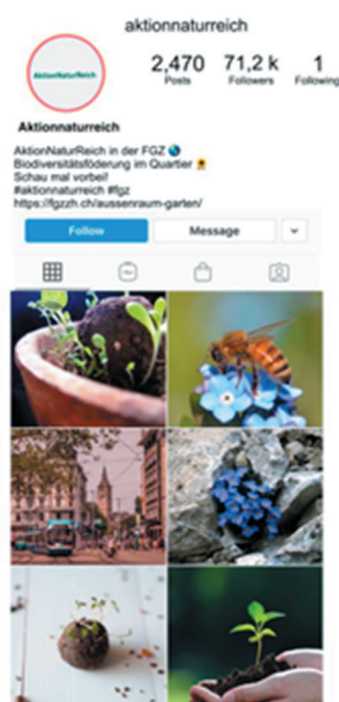 aktionnaturreich
AktionNaturReich
2,470 71,2 k 1
Posts Followers Following
Aktionnaturreich
AktionNaturReich in der FGZ
Biodiversitätsföderung im Quartier
Schau mal vorbei!
#aktionnaturreich #fgz
https://fgzzh.ch/aussenraum-garten/
Follow Message